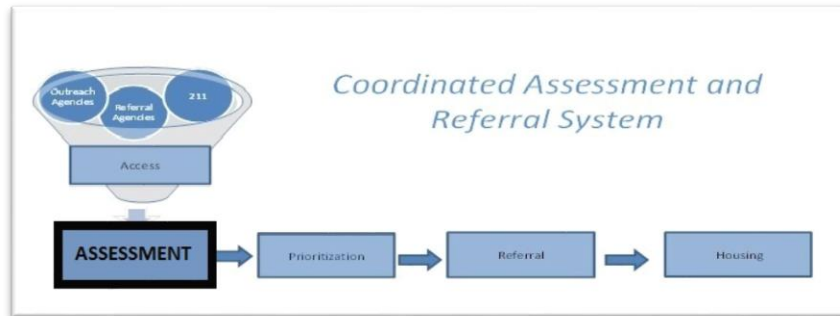 Coordinated Assessment and
Referral System
Outreach
Agencies
Referral
Agencies
211
Access
ASSESSMENT
Prioritization
Referral
Housing